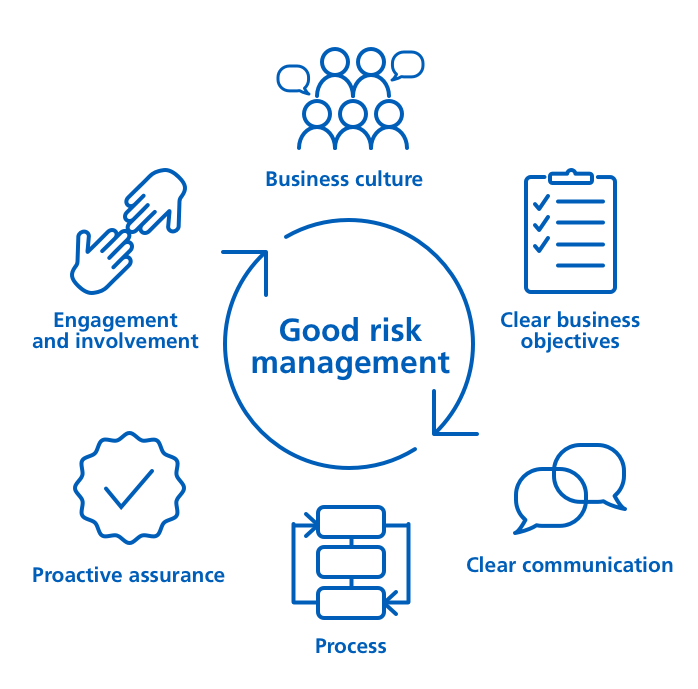 Business culture
Clear business
objectives
Clear communication
Process
Proactive assurance
Engagement
and involvement
Good risk
management